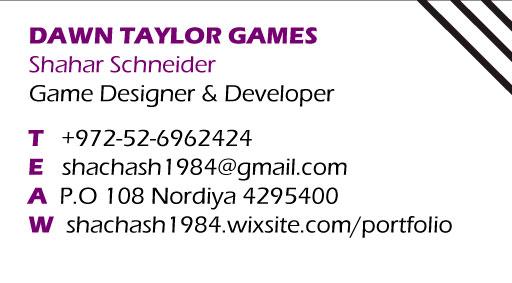 DAWN TAYLOR GAMES
Shahar Schneider
Game Designer & Developer
T +972-52-6962424
E shachash1984@gmail.com
A P.O 108 Nordiya 4295400
W shachash1984.wixsite.com/portfolio